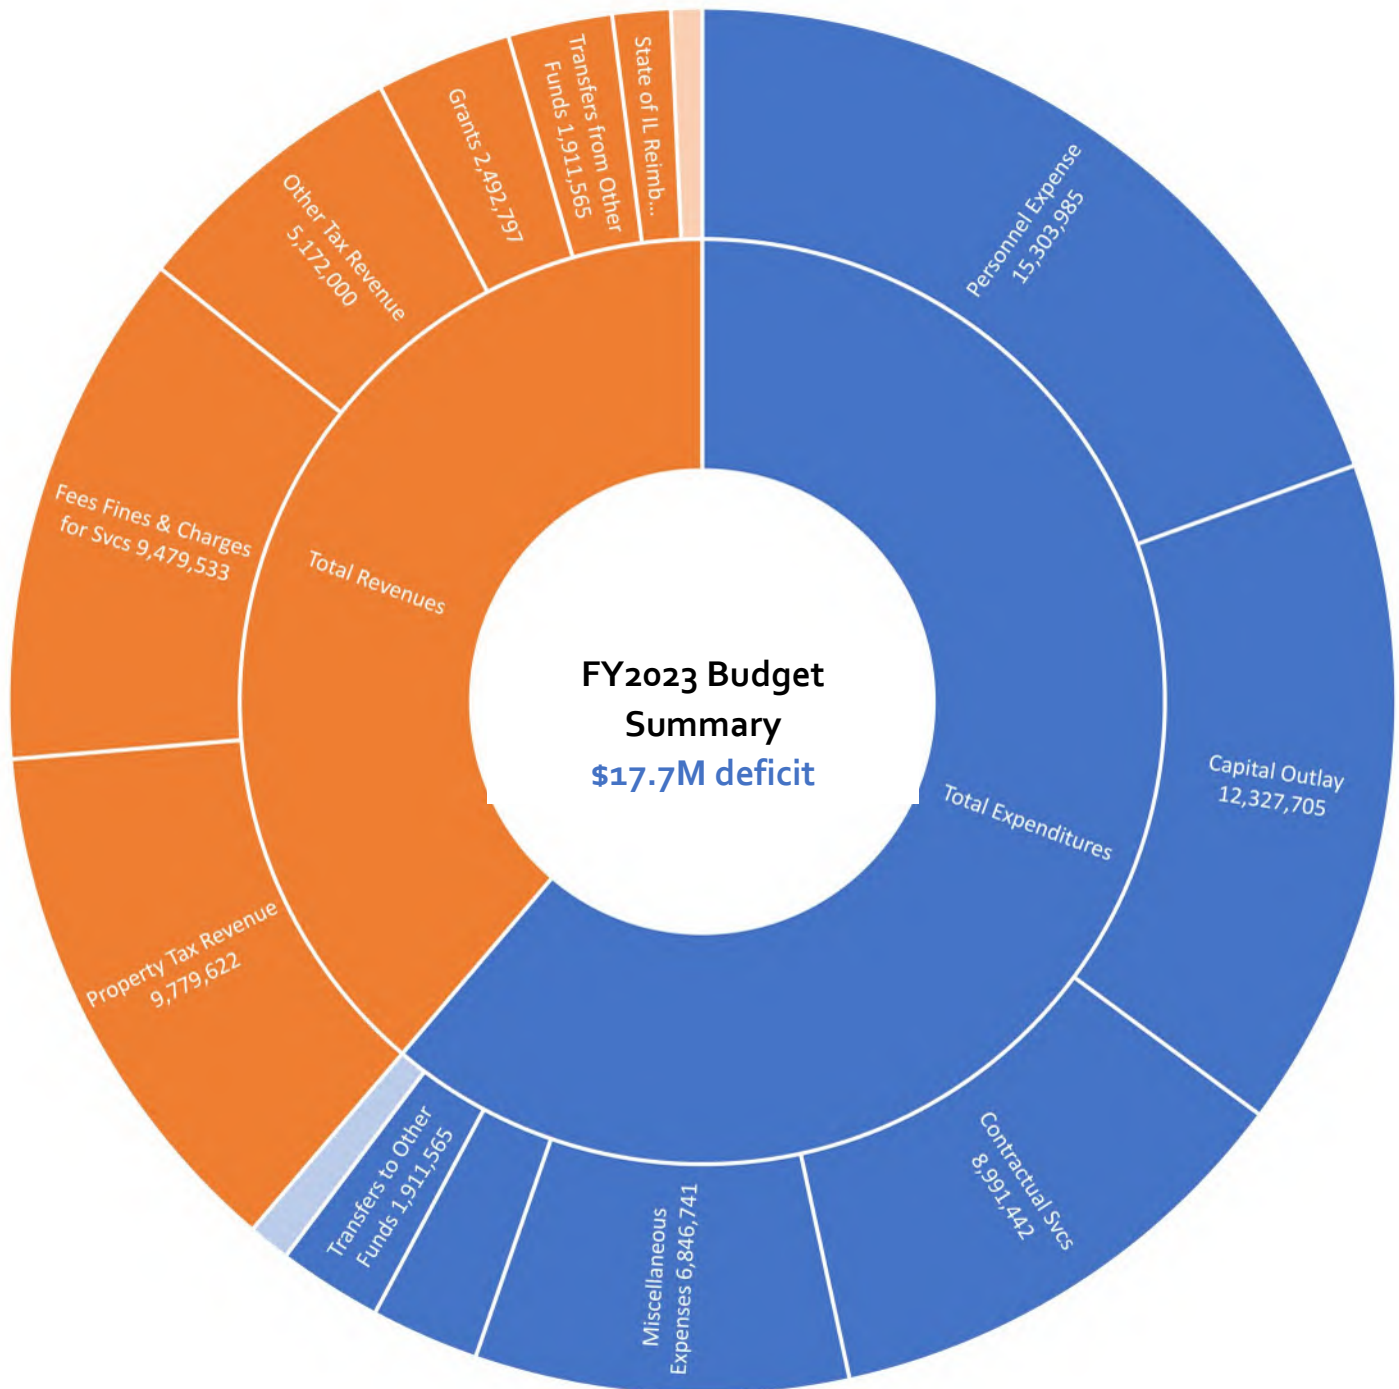 State of IL Reimb...
Transfers from Other
Funds 1,911,565
Grants 2,492,797
Other Tax Revenue
5,172,000
Fees Fines & Charges
for Svcs 9,479,533
Property Tax Revenue
9,779,622
Total Revenues
FY2023 Budget
Summary
$17.7M deficit
Total Expenditures
Personnel Expense
15,303,985
Capital Outlay
12,327,705
Contractual Svcs
8,991,442
Miscellaneous
Expenses 6,846,741
Transfers to Other
Funds 1,911,565